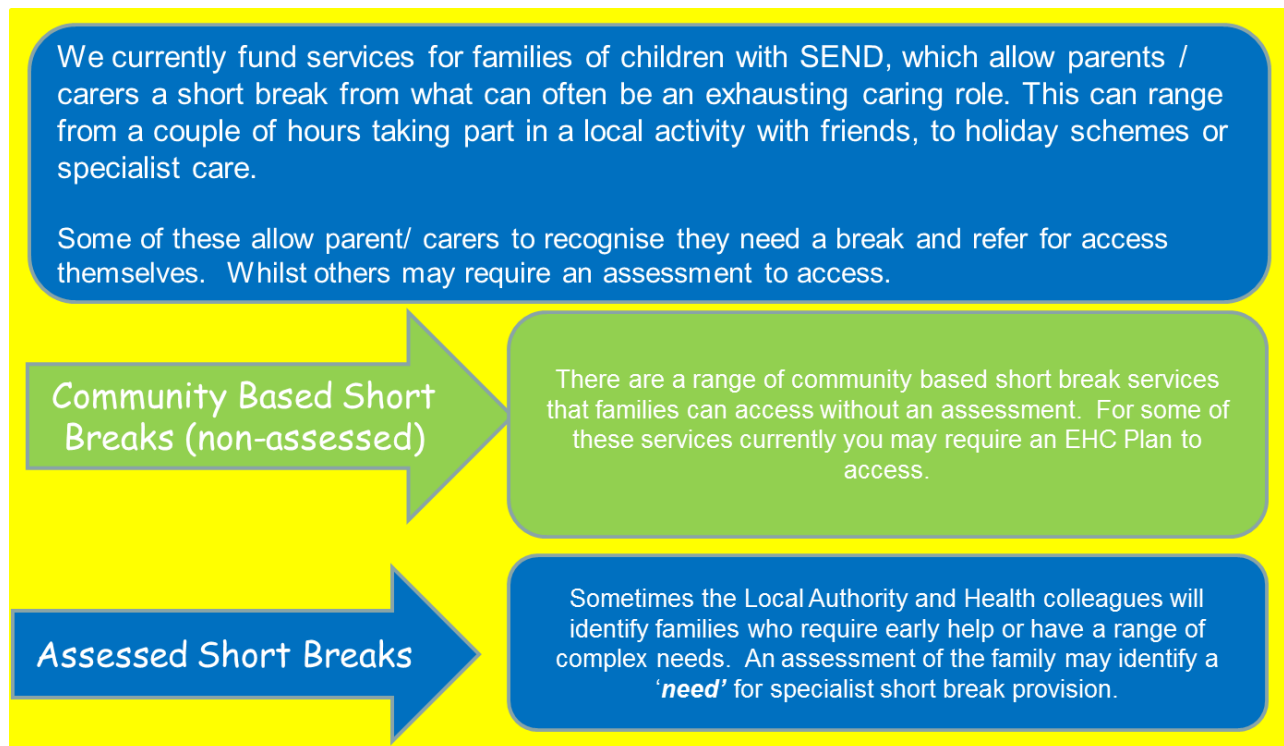 We currently fund services for families of children with SEND, which allow parents /
carers a short break from what can often be an exhausting caring role. This can range
from a couple of hours taking part in a local activity with friends, to holiday schemes or
specialist care.
Some of these allow parent/ carers to recognise they need a break and refer for access
themselves.  Whilst others may require an assessment to access.
Community Based Short
Breaks (non-assessed)
There are a range of community based short break services
that families can access without an assessment.  For some of
these services currently you may require an EHC Plan to
access.
Assessed Short Breaks
Sometimes the Local Authority and Health colleagues will
identify families who require early help or have a range of
complex needs.  An assessment of the family may identify a
‘need’ for specialist short break provision.